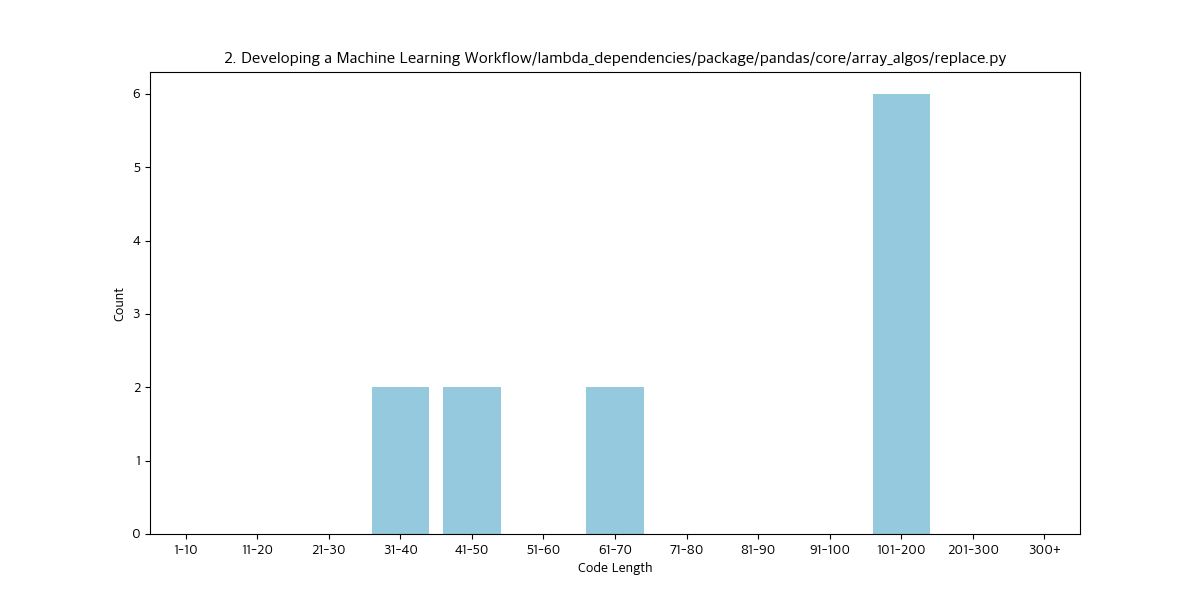 2. Developing a Machine Learning Workflow/lambda_dependencies/package/pandas/core/array_algos/replace.py
6
5
4
3
2
1
0
Count
1-10 11-20 21-30 31-40 41-50 51-60 61-70 71-80 81-90 91-100 101-200 201-300 300+
Code Length